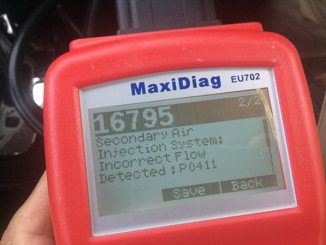 MaxiDiag EU702
2/2
16795
Secondary Air
Injection System:
Incorrect Flow
Detected : P0411
Save Back